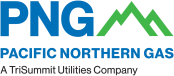 PNG
PACIFIC NORTHERN GAS
A TriSummit Utilities Company